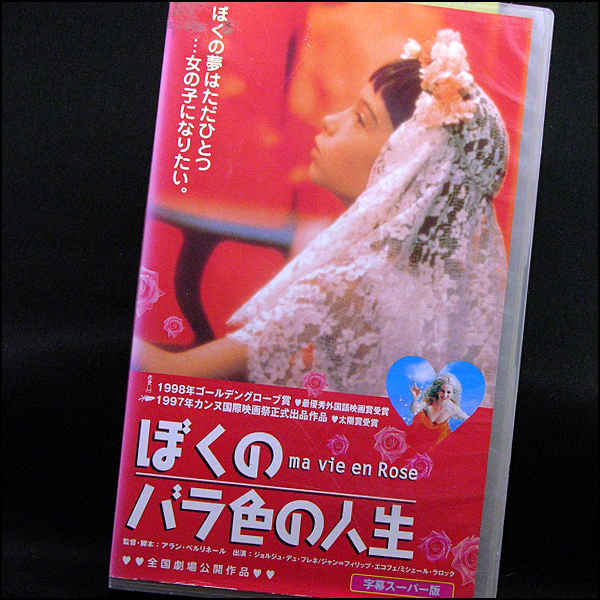 ぼくの夢はただひとつ
…女の子になりたい。
1998年ゴールデングローブ賞 ♥最優秀外国語映画賞受賞
1997年カンヌ国際映画祭正式出品作品 ♥太陽賞受賞
ぼくの ma vie en Rose
バラ色の人生
監督・脚本：アラン・ベルリネール 出演：ジョルジュ・デュ・フレネ/ジャン=フィリップ・エコフェ/ミシェール・ラロック
♥♥全国劇場公開作品♥♥
字幕スーパー版